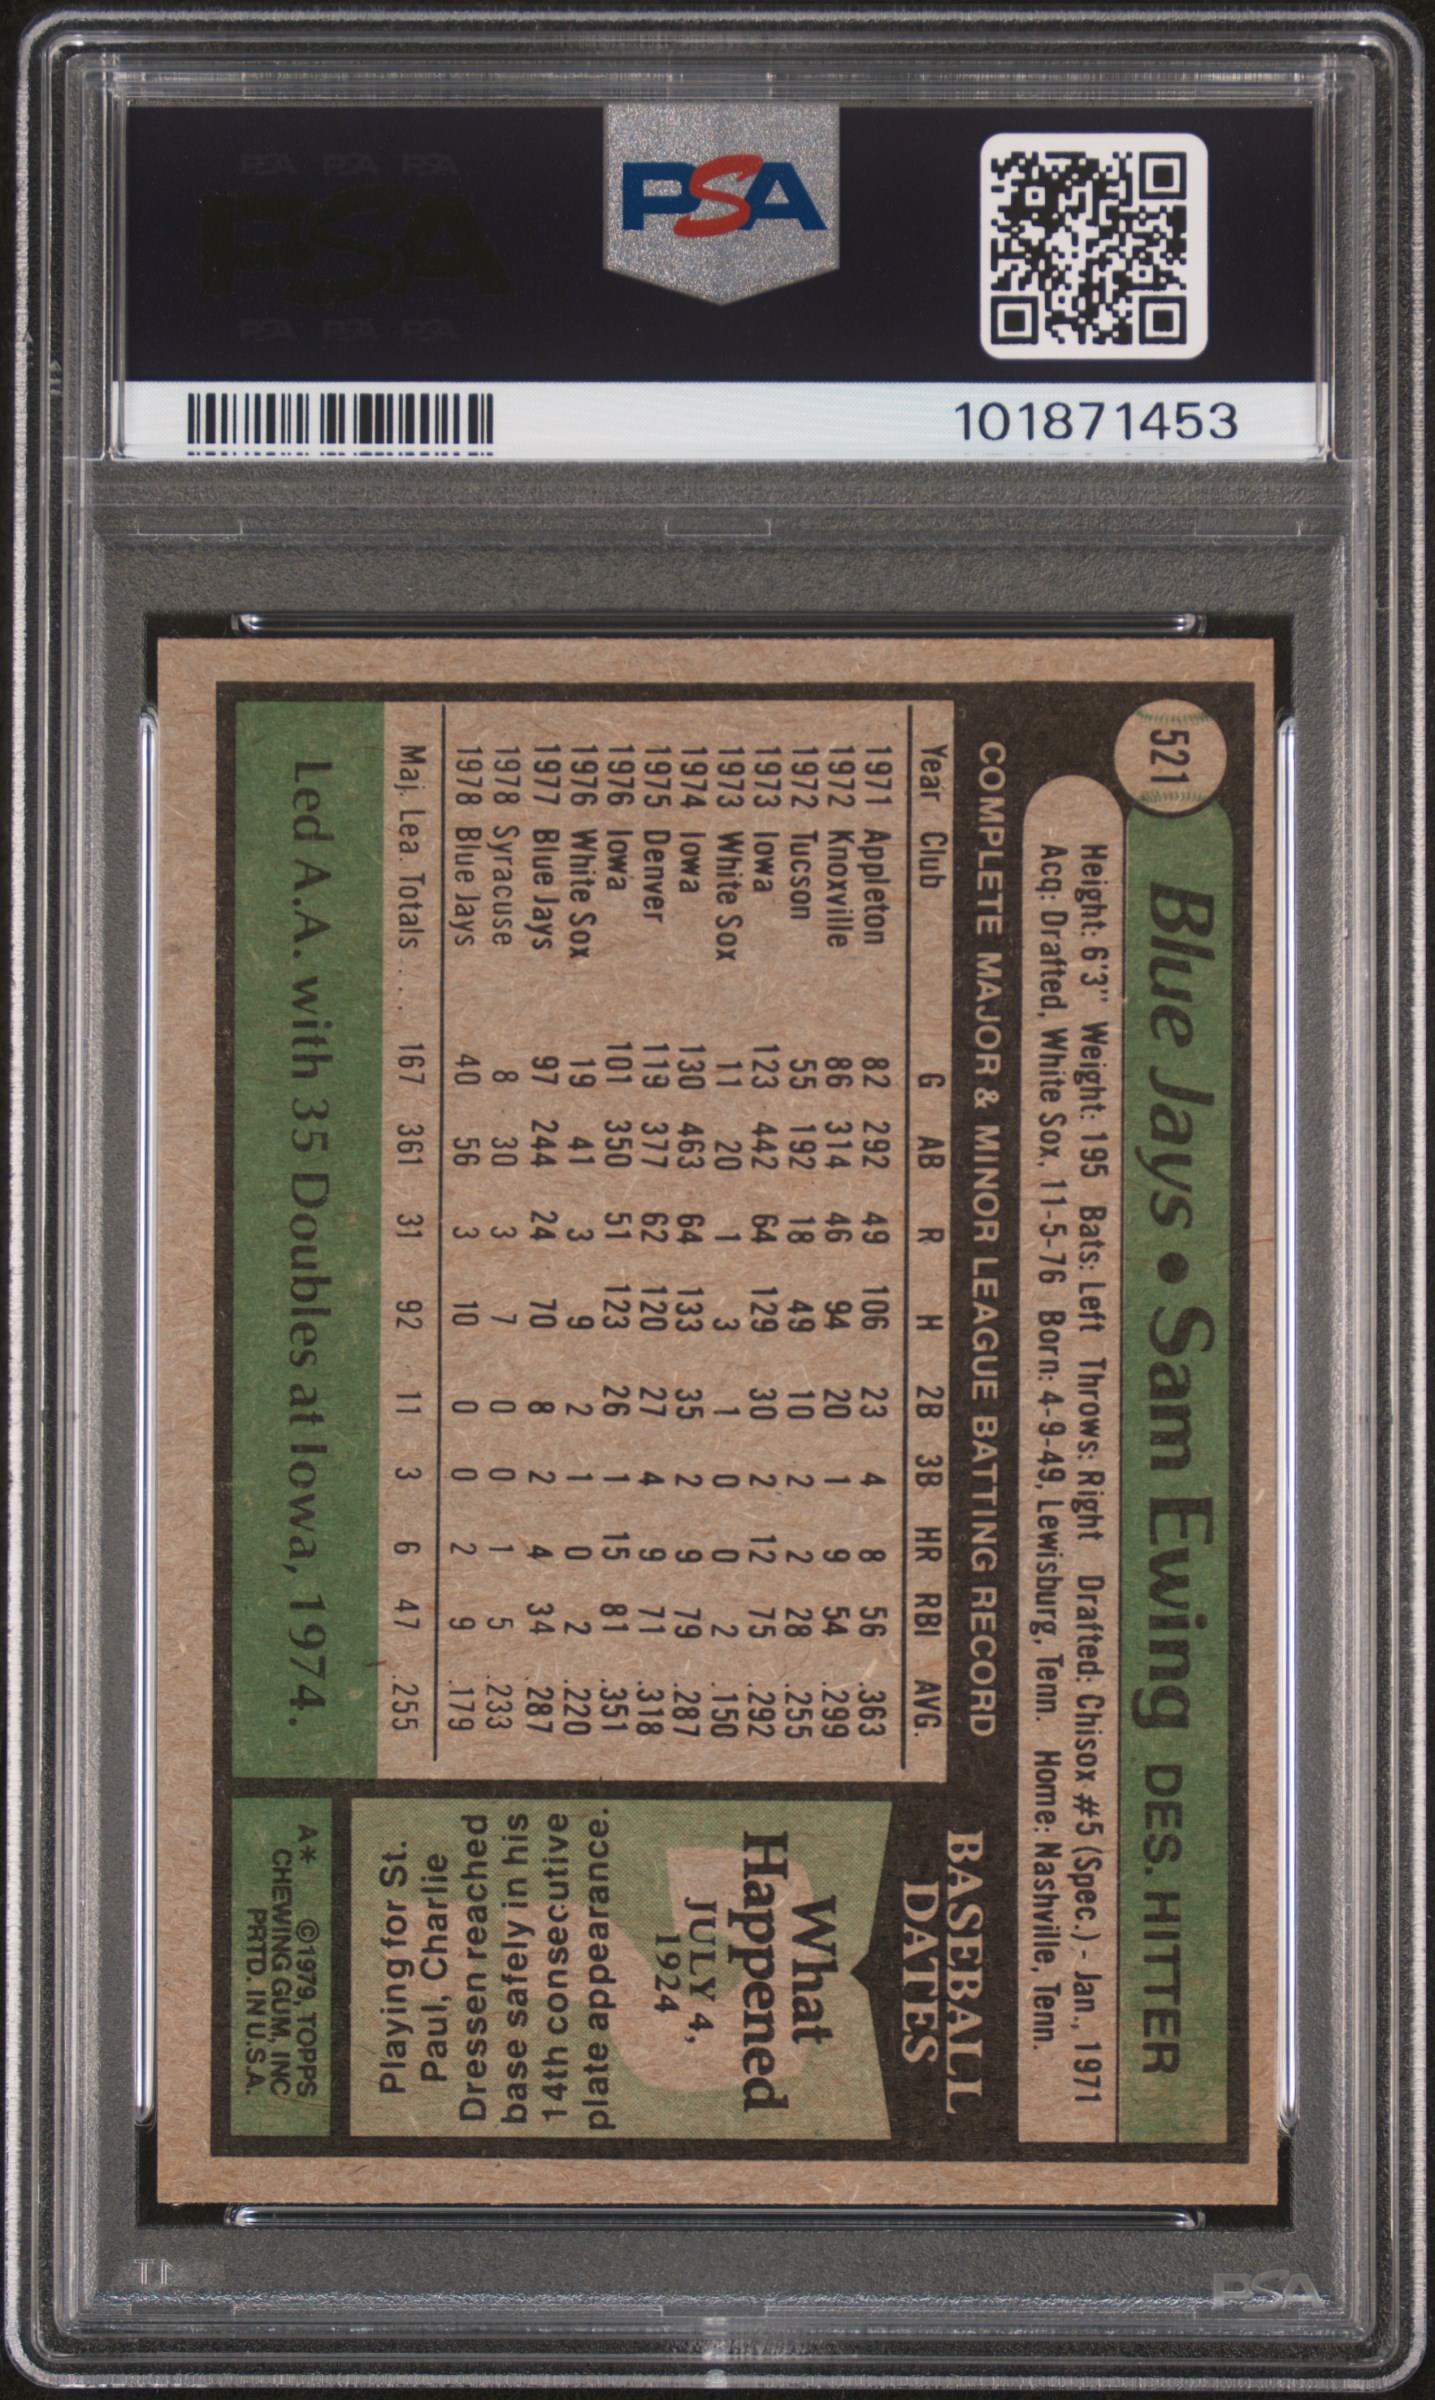 PSA
101871453
521
Blue Jays • Sam Ewing DES. HITTER
Height: 6'3" Weight: 195 Bats: Left Throws: Right Drafted: Chisox #5 (Spec.) - Jan., 1971
Acq: Drafted, White Sox, 11-5-76 Born: 4-9-49, Lewisburg, Tenn. Home: Nashville, Tenn.
COMPLETE MAJOR & MINOR LEAGUE BATTING RECORD
Year Club G AB R H 2B 3B HR RBI AVG.
1971 Appleton 82 292 49 106 23 4 8 56 .363
1972 Knoxville 86 314 46 94 20 1 9 54 .299
1972 Tucson 55 192 18 49 10 2 2 28 .255
1973 Iowa 123 442 64 129 30 2 12 75 .292
1973 White Sox 11 20 1 3 1 0 0 2 .150
1974 Iowa 130 463 64 133 35 2 9 79 .287
1975 Denver 119 377 62 120 27 4 9 71 .318
1976 Iowa 101 350 51 123 26 1 15 81 .351
1976 White Sox 19 41 3 9 2 1 0 2 .220
1977 Blue Jays 97 244 24 70 8 2 4 34 .287
1978 Syracuse 8 30 3 7 0 0 1 5 .233
1978 Blue Jays 40 56 3 10 0 0 2 9 .179
Maj. Lea. Totals.... 167 361 31 92 11 3 6 47 .255
Led A.A. with 35 Doubles at Iowa, 1974.
BASEBALL
DATES
What
Happened
JULY 4,
1924
Playing for St.
Paul, Charlie
Dressen reached
base safely in his
14th consecutive
plate appearance.
A* ©1979, TOPPS
CHEWING GUM, INC
PRTD. IN U.S.A.
PSA